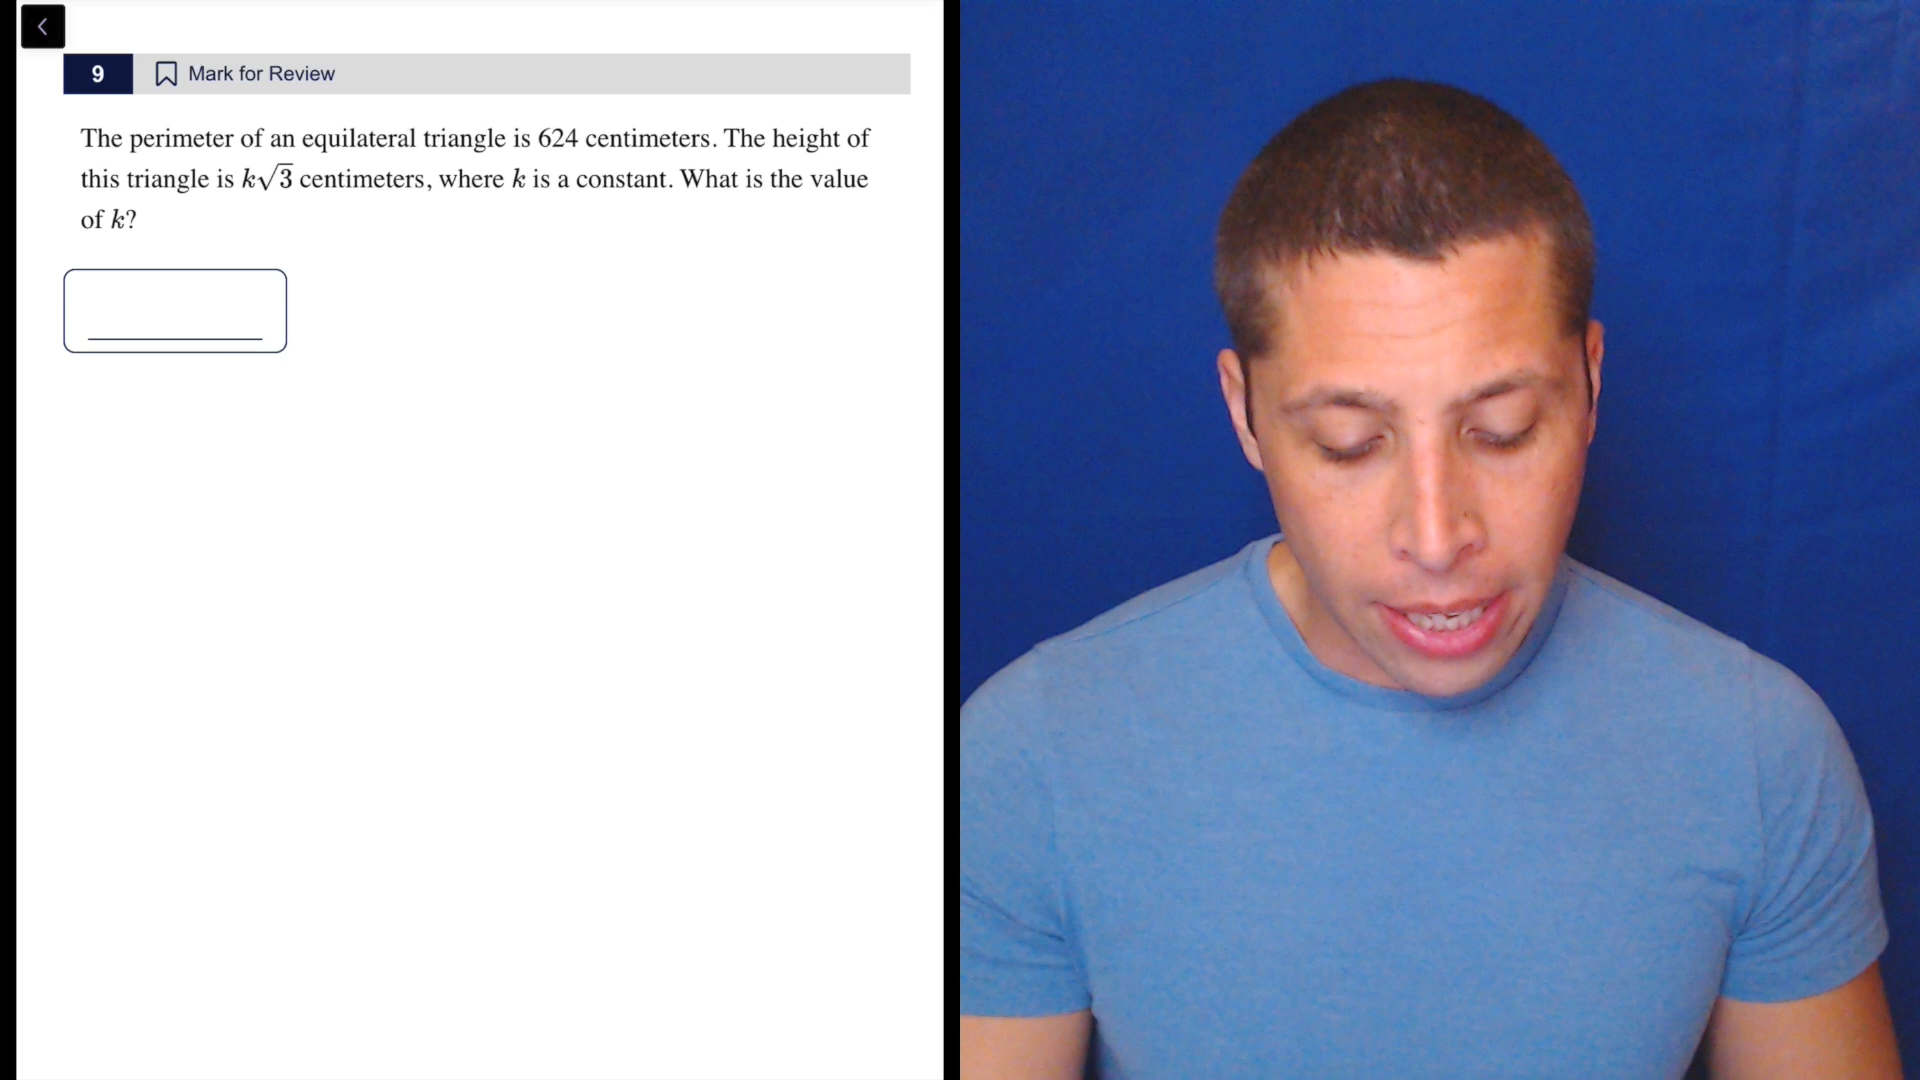 9 Mark for Review
The perimeter of an equilateral triangle is 624 centimeters. The height of
this triangle is k√3 centimeters, where k is a constant. What is the value
of k?